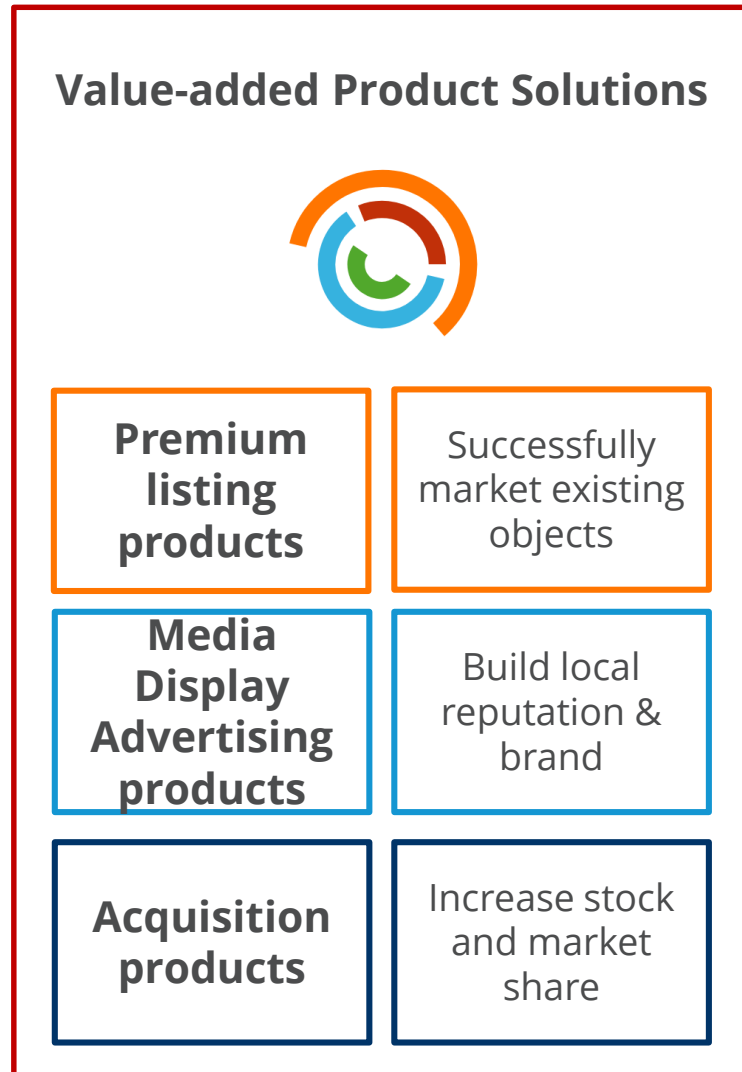 Value-added Product Solutions
Premium
listing
products
Successfully
market existing
objects
Media
Display
Advertising
products
Build local
reputation &
brand
Acquisition
products
Increase stock
and market
share